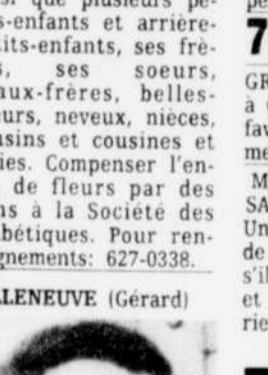 si que plusieurs pe-
s-enfants et arrière-
its-enfants, ses frè-
s, ses soeurs,
aux-frères, belles-
urs, neveux, nièces,
sins et cousines et
ies. Compenser l'en-
de fleurs par des
ns à la Société des
bétiques. Pour ren-
gnements: 627-0338.
LENEUVE (Gérard)
7
GR
à
fav
me
M
SA
Un
de
s'il
et
rie